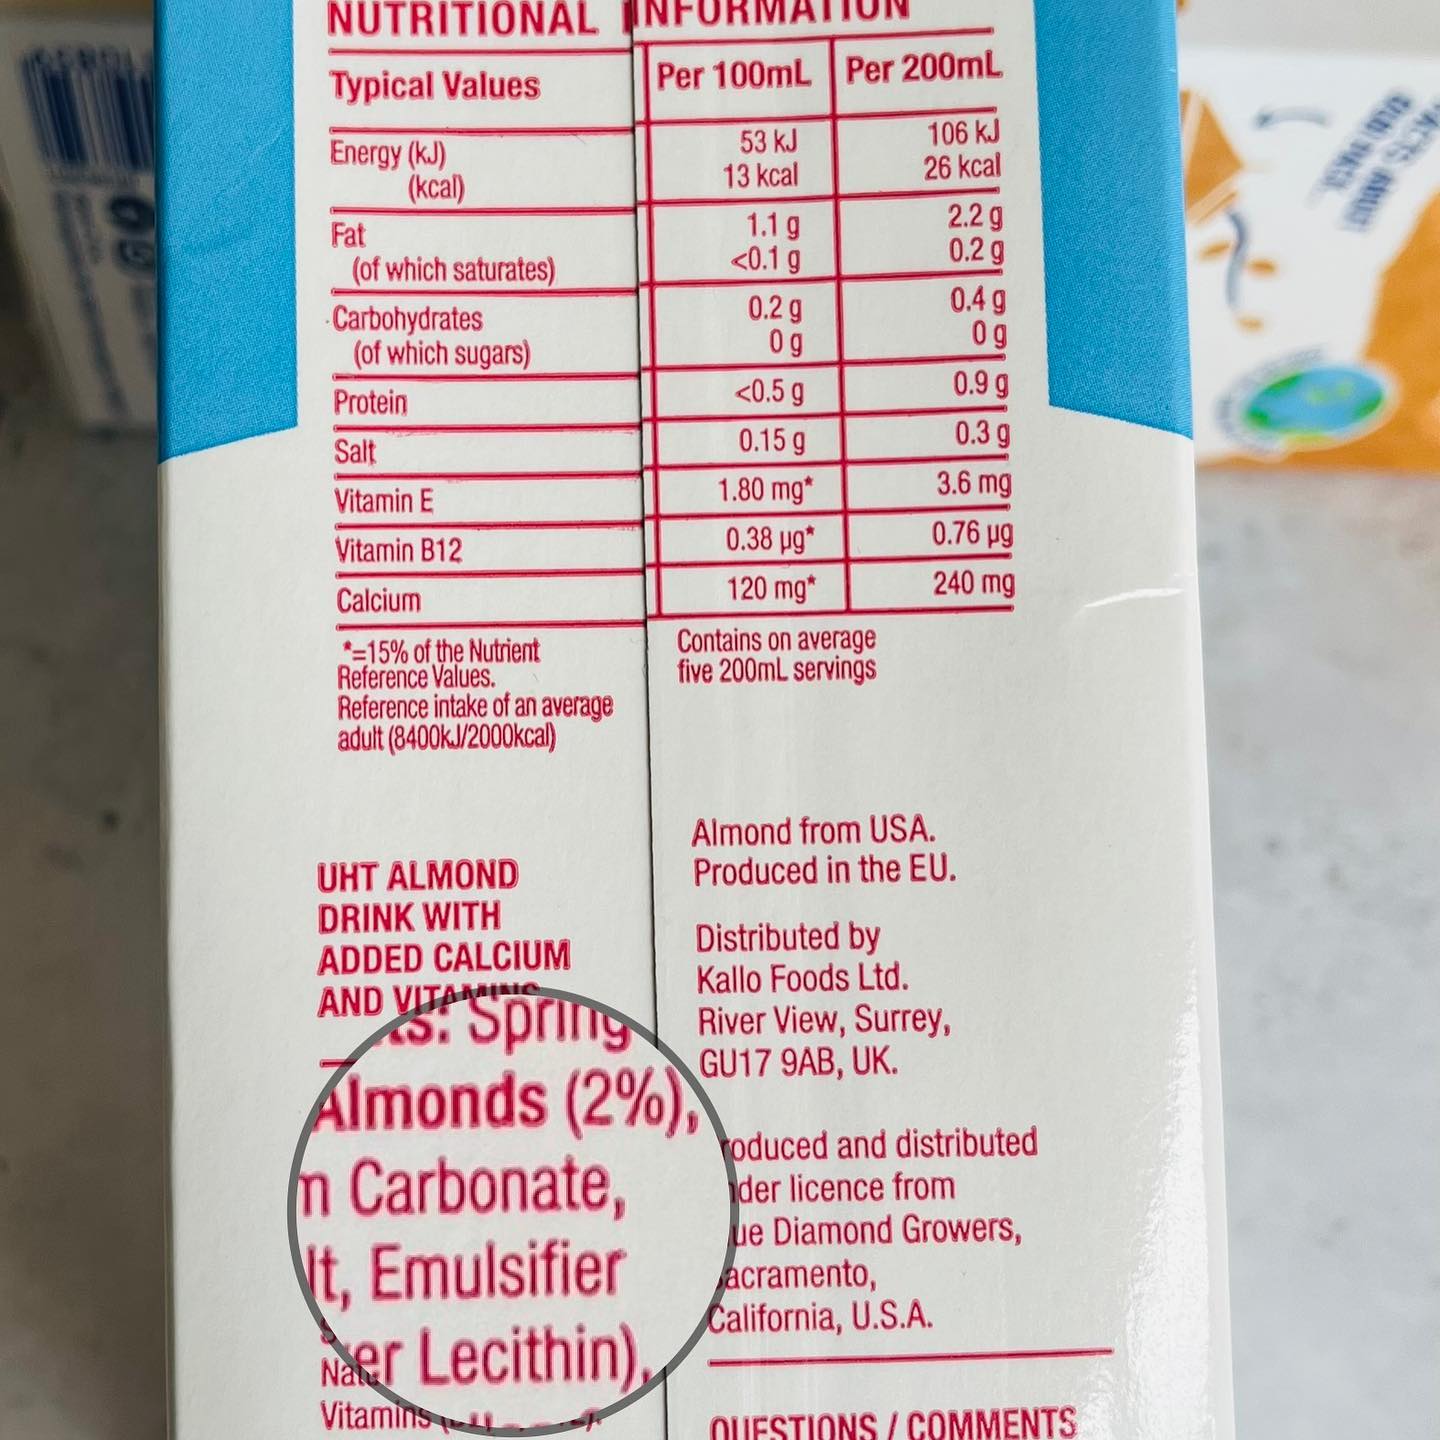 NUTRITIONAL INFORMATION
Typical Values Per 100mL Per 200mL
Energy (kJ) 53 kJ 106 kJ
(kcal) 13 kcal 26 kcal
Fat 1.1 g 2.2 g
(of which saturates) <0.1 g 0.2 g
Carbohydrates 0.2 g 0.4 g
(of which sugars) 0 g 0 g
Protein <0.5 g 0.9 g
Salt 0.15 g 0.3 g
Vitamin E 1.80 mg* 3.6 mg
Vitamin B12 0.38 µg* 0.76 µg
Calcium 120 mg* 240 mg
*=15% of the Nutrient
Reference Values.
Reference intake of an average
adult (8400kJ/2000kcal)
Contains on average
five 200mL servings
UHT ALMOND
DRINK WITH
ADDED CALCIUM
AND VITAMINS
ts: Spring
Almonds (2%),
m Carbonate,
lt, Emulsifier
er Lecithin),
Vitamins
Almond from USA.
Produced in the EU.
Distributed by
Kallo Foods Ltd.
River View, Surrey,
GU17 9AB, UK.
roduced and distributed
nder licence from
ue Diamond Growers,
acramento,
California, U.S.A.
QUESTIONS / COMMENTS